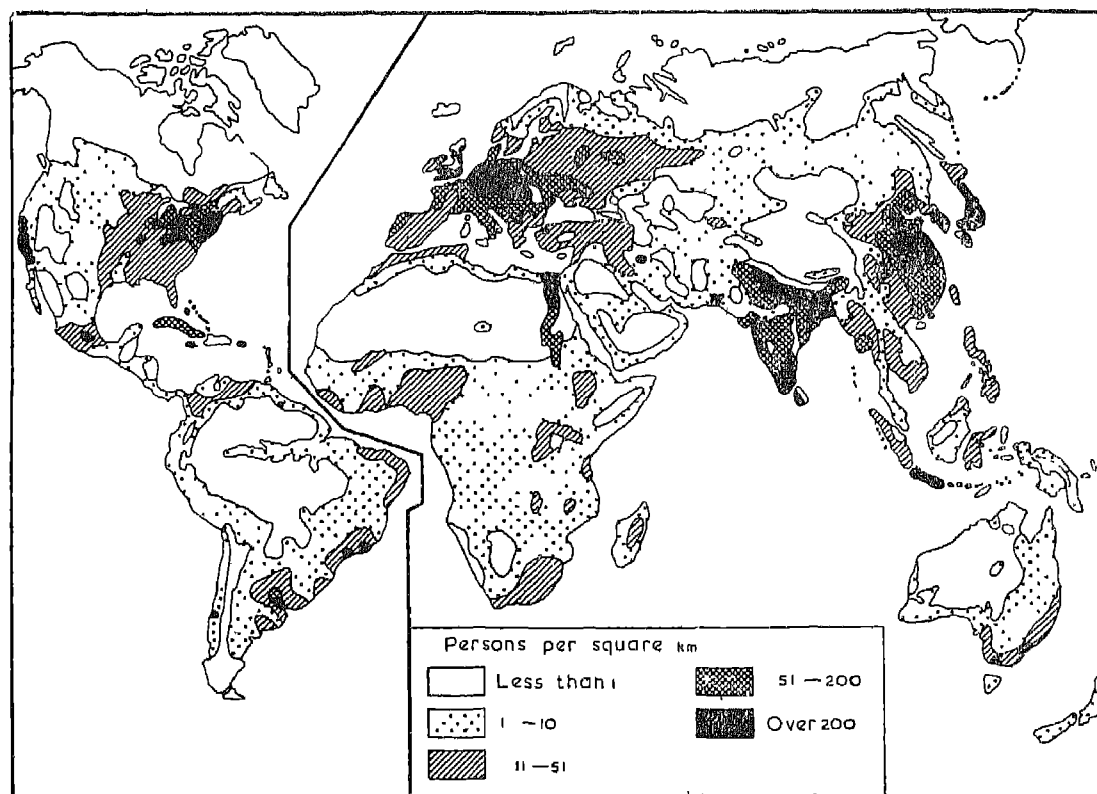 Persons per square km
Less than 1
1 — 10
11 — 51
51 — 200
Over 200